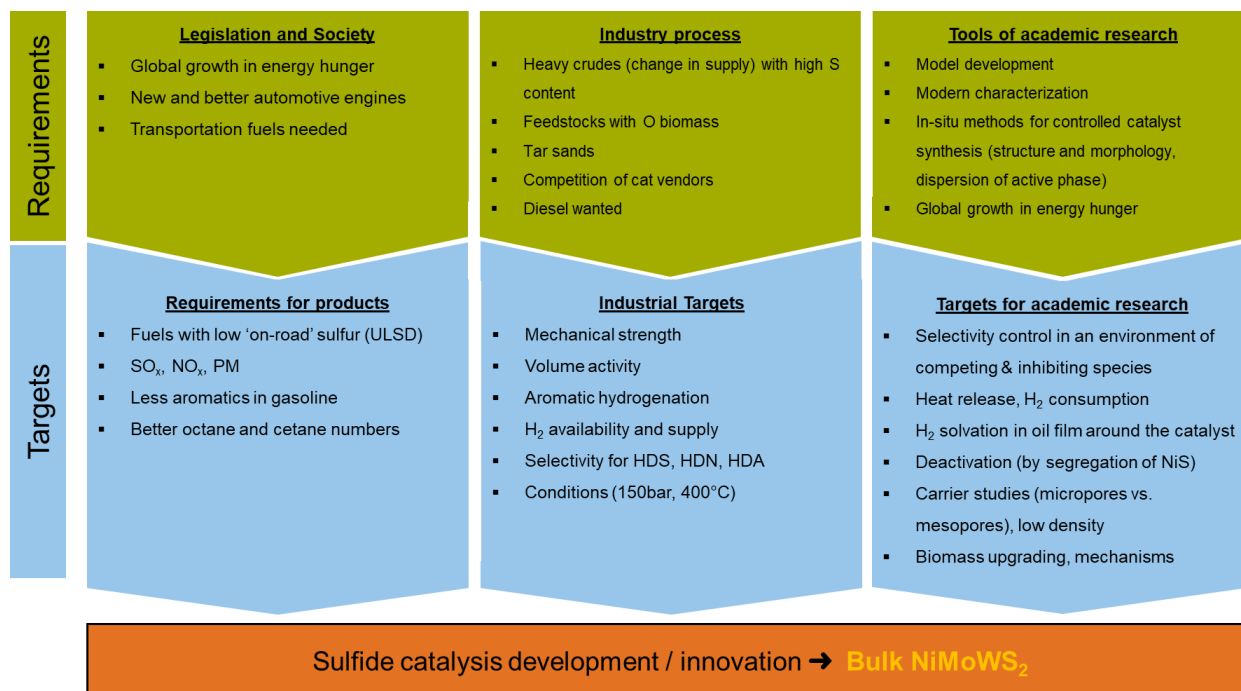 Requirements
Legislation and Society
▪ Global growth in energy hunger
▪ New and better automotive engines
▪ Transportation fuels needed
Industry process
▪ Heavy crudes (change in supply) with high S
content
▪ Feedstocks with O biomass
▪ Tar sands
▪ Competition of cat vendors
▪ Diesel wanted
Tools of academic research
▪ Model development
▪ Modern characterization
▪ In-situ methods for controlled catalyst
synthesis (structure and morphology,
dispersion of active phase)
▪ Global growth in energy hunger
Targets
Requirements for products
▪ Fuels with low ‘on-road’ sulfur (ULSD)
▪ SOₓ, NOₓ, PM
▪ Less aromatics in gasoline
▪ Better octane and cetane numbers
Industrial Targets
▪ Mechanical strength
▪ Volume activity
▪ Aromatic hydrogenation
▪ H₂ availability and supply
▪ Selectivity for HDS, HDN, HDA
▪ Conditions (150bar, 400°C)
Targets for academic research
▪ Selectivity control in an environment of
competing & inhibiting species
▪ Heat release, H₂ consumption
▪ H₂ solvation in oil film around the catalyst
▪ Deactivation (by segregation of NiS)
▪ Carrier studies (micropores vs.
mesopores), low density
▪ Biomass upgrading, mechanisms
Sulfide catalysis development / innovation ➔ Bulk NiMoWS₂